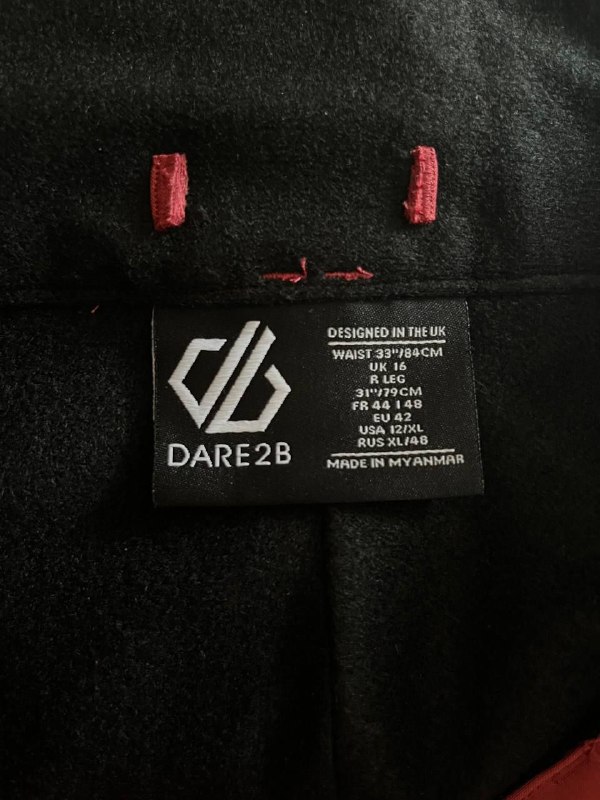 DARE2B
DESIGNED IN THE UK
WAIST 33"/84CM
UK 16
R LEG
31"/79CM
FR 44 I 48
EU 42
USA 12/XL
RUS XL/48
MADE IN MYANMAR